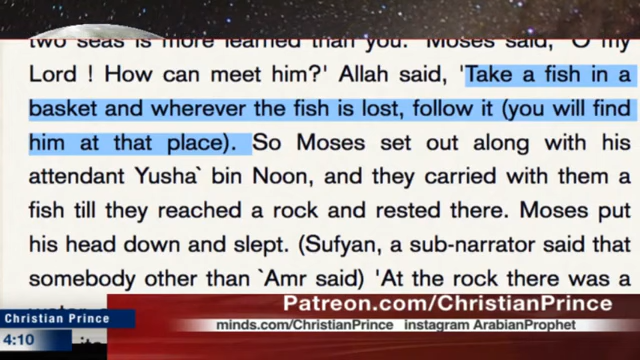 two seas is more learned than you.' Moses said, 'O my
Lord ! How can meet him?' Allah said, 'Take a fish in a
basket and wherever the fish is lost, follow it (you will find
him at that place). So Moses set out along with his
attendant Yusha` bin Noon, and they carried with them a
fish till they reached a rock and rested there. Moses put
his head down and slept. (Sufyan, a sub-narrator said that
somebody other than `Amr said) 'At the rock there was a
Patreon.com/ChristianPrince
Christian Prince
minds.com/ChristianPrince instagram ArabianProphet
4:10